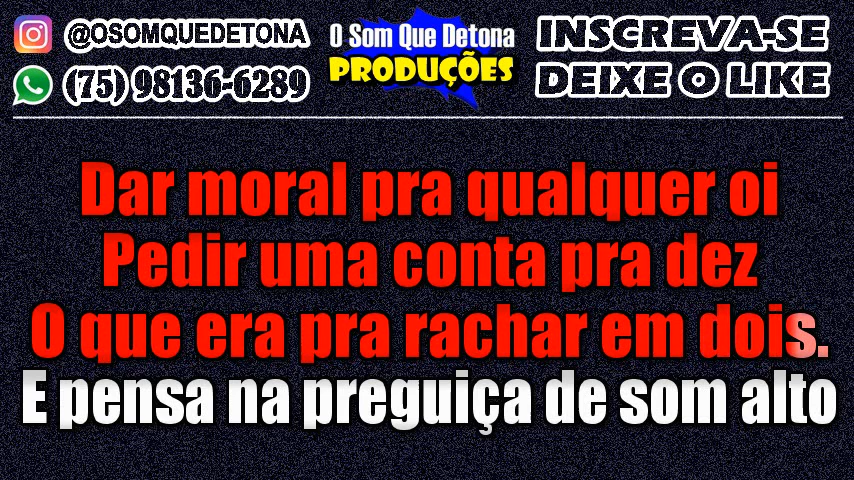 @OSOMQUEDETONA
(75) 98136-6289
O Som Que Detona
PRODUÇÕES
INSCREVA-SE
DEIXE O LIKE
Dar moral pra qualquer oi
Pedir uma conta pra dez
O que era pra rachar em dois.
E pensa na preguiça de som alto